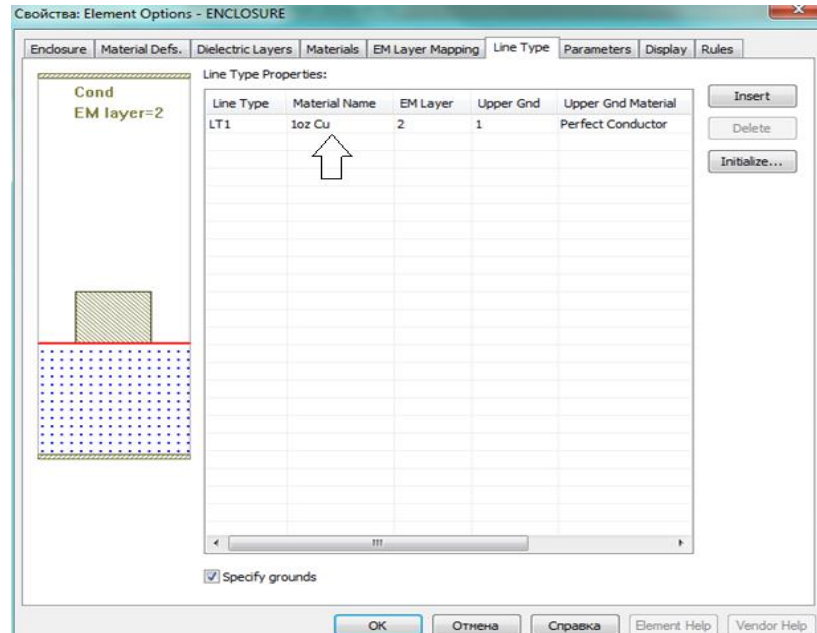 Свойства: Element Options - ENCLOSURE
Enclosure Material Defs. Dielectric Layers Materials EM Layer Mapping Line Type Parameters Display Rules
Line Type Properties:
Cond
EM layer=2
Line Type Material Name EM Layer Upper Gnd Upper Gnd Material
LT1 1oz Cu 2 1 Perfect Conductor
Insert
Delete
Initialize...
Specify grounds
OK Отмена Справка Element Help Vendor Help